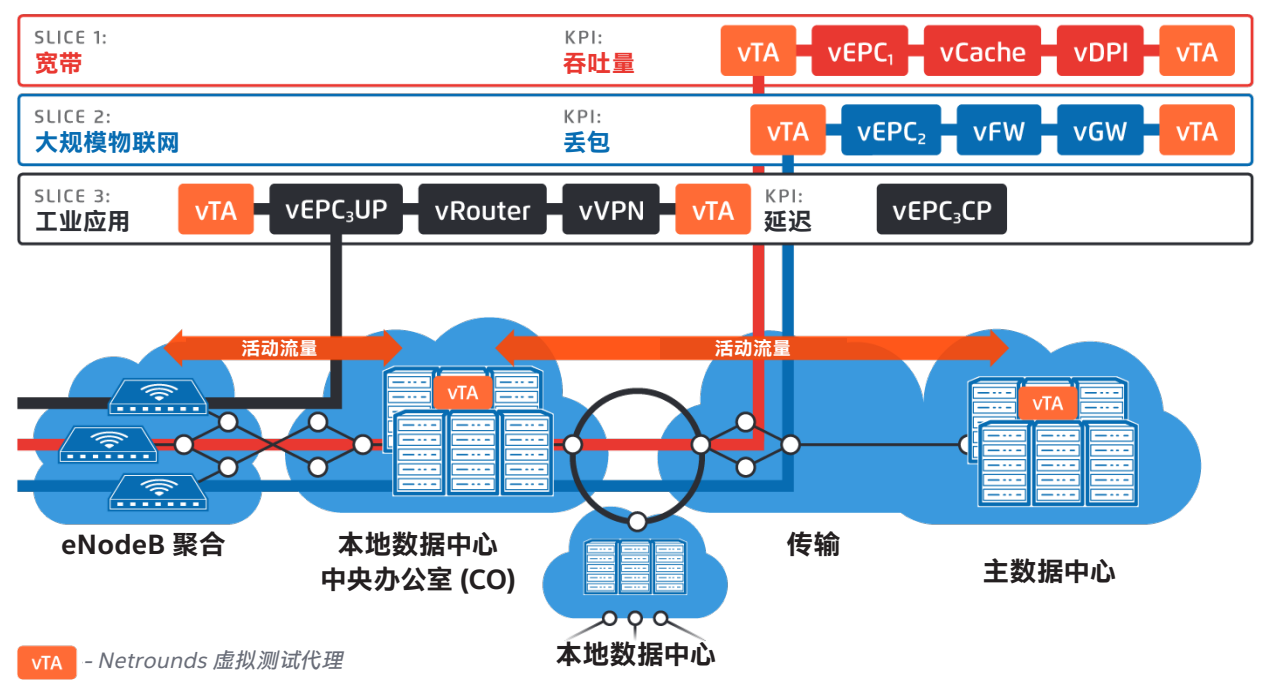 SLICE 1:
宽带
KPI:
吞吐量
vTA
vEPC₁
vCache
vDPI
vTA
SLICE 2:
大规模物联网
KPI:
丢包
vTA
vEPC₂
vFW
vGW
vTA
SLICE 3:
工业应用
vTA
vEPC₃UP
vRouter
vVPN
vTA
KPI:
延迟
vEPC₃CP
活动流量
活动流量
vTA
vTA
eNodeB 聚合
本地数据中心
中央办公室 (CO)
传输
主数据中心
本地数据中心
vTA - Netrounds 虚拟测试代理